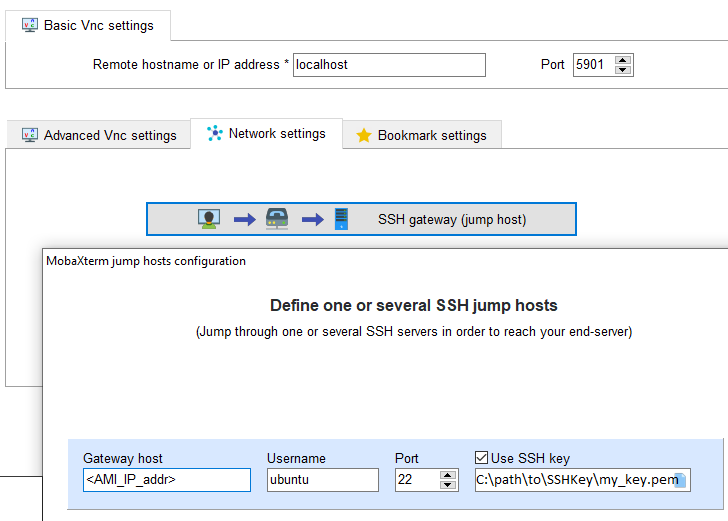 Basic Vnc settings
Remote hostname or IP address * localhost Port 5901
Advanced Vnc settings Network settings Bookmark settings
SSH gateway (jump host)
MobaXterm jump hosts configuration
Define one or several SSH jump hosts
(Jump through one or several SSH servers in order to reach your end-server)
Gateway host Username Port Use SSH key
<AMI_IP_addr> ubuntu 22 C:\path\to\SSHKey\my_key.pem